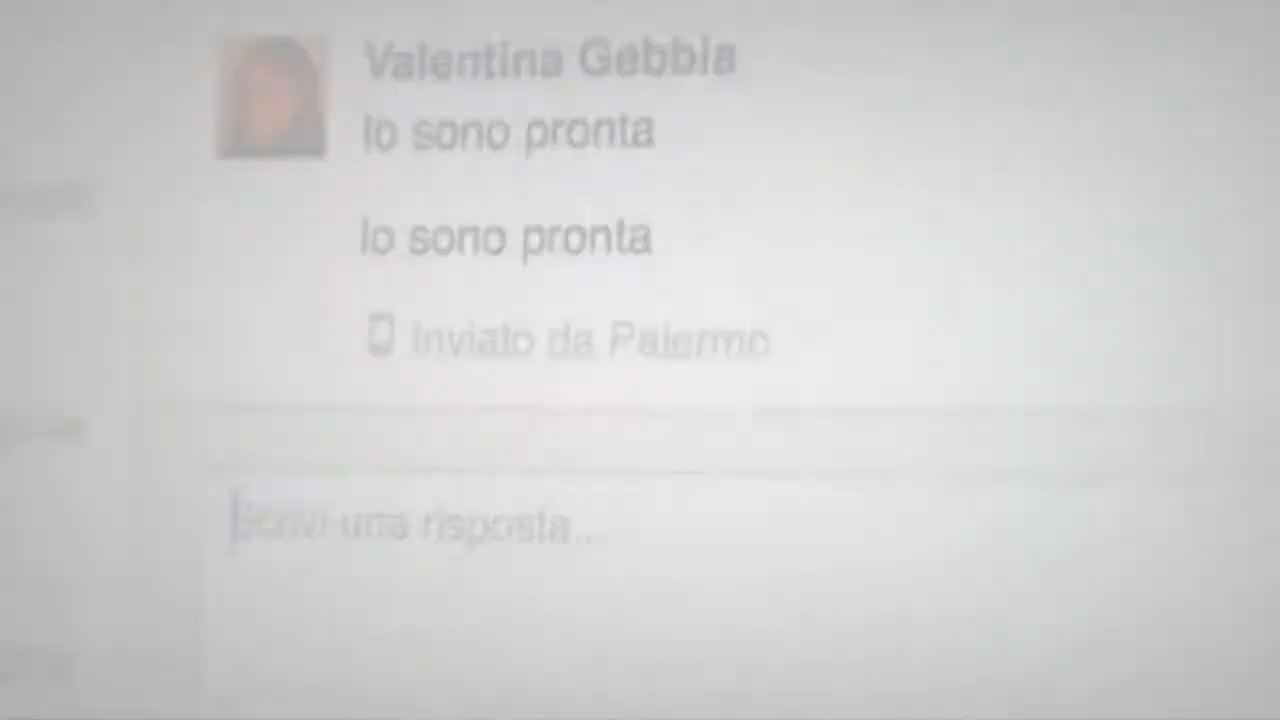 Valentina Gebbia
Io sono pronta
Io sono pronta
Inviato da Palermo
Scrivi una risposta...